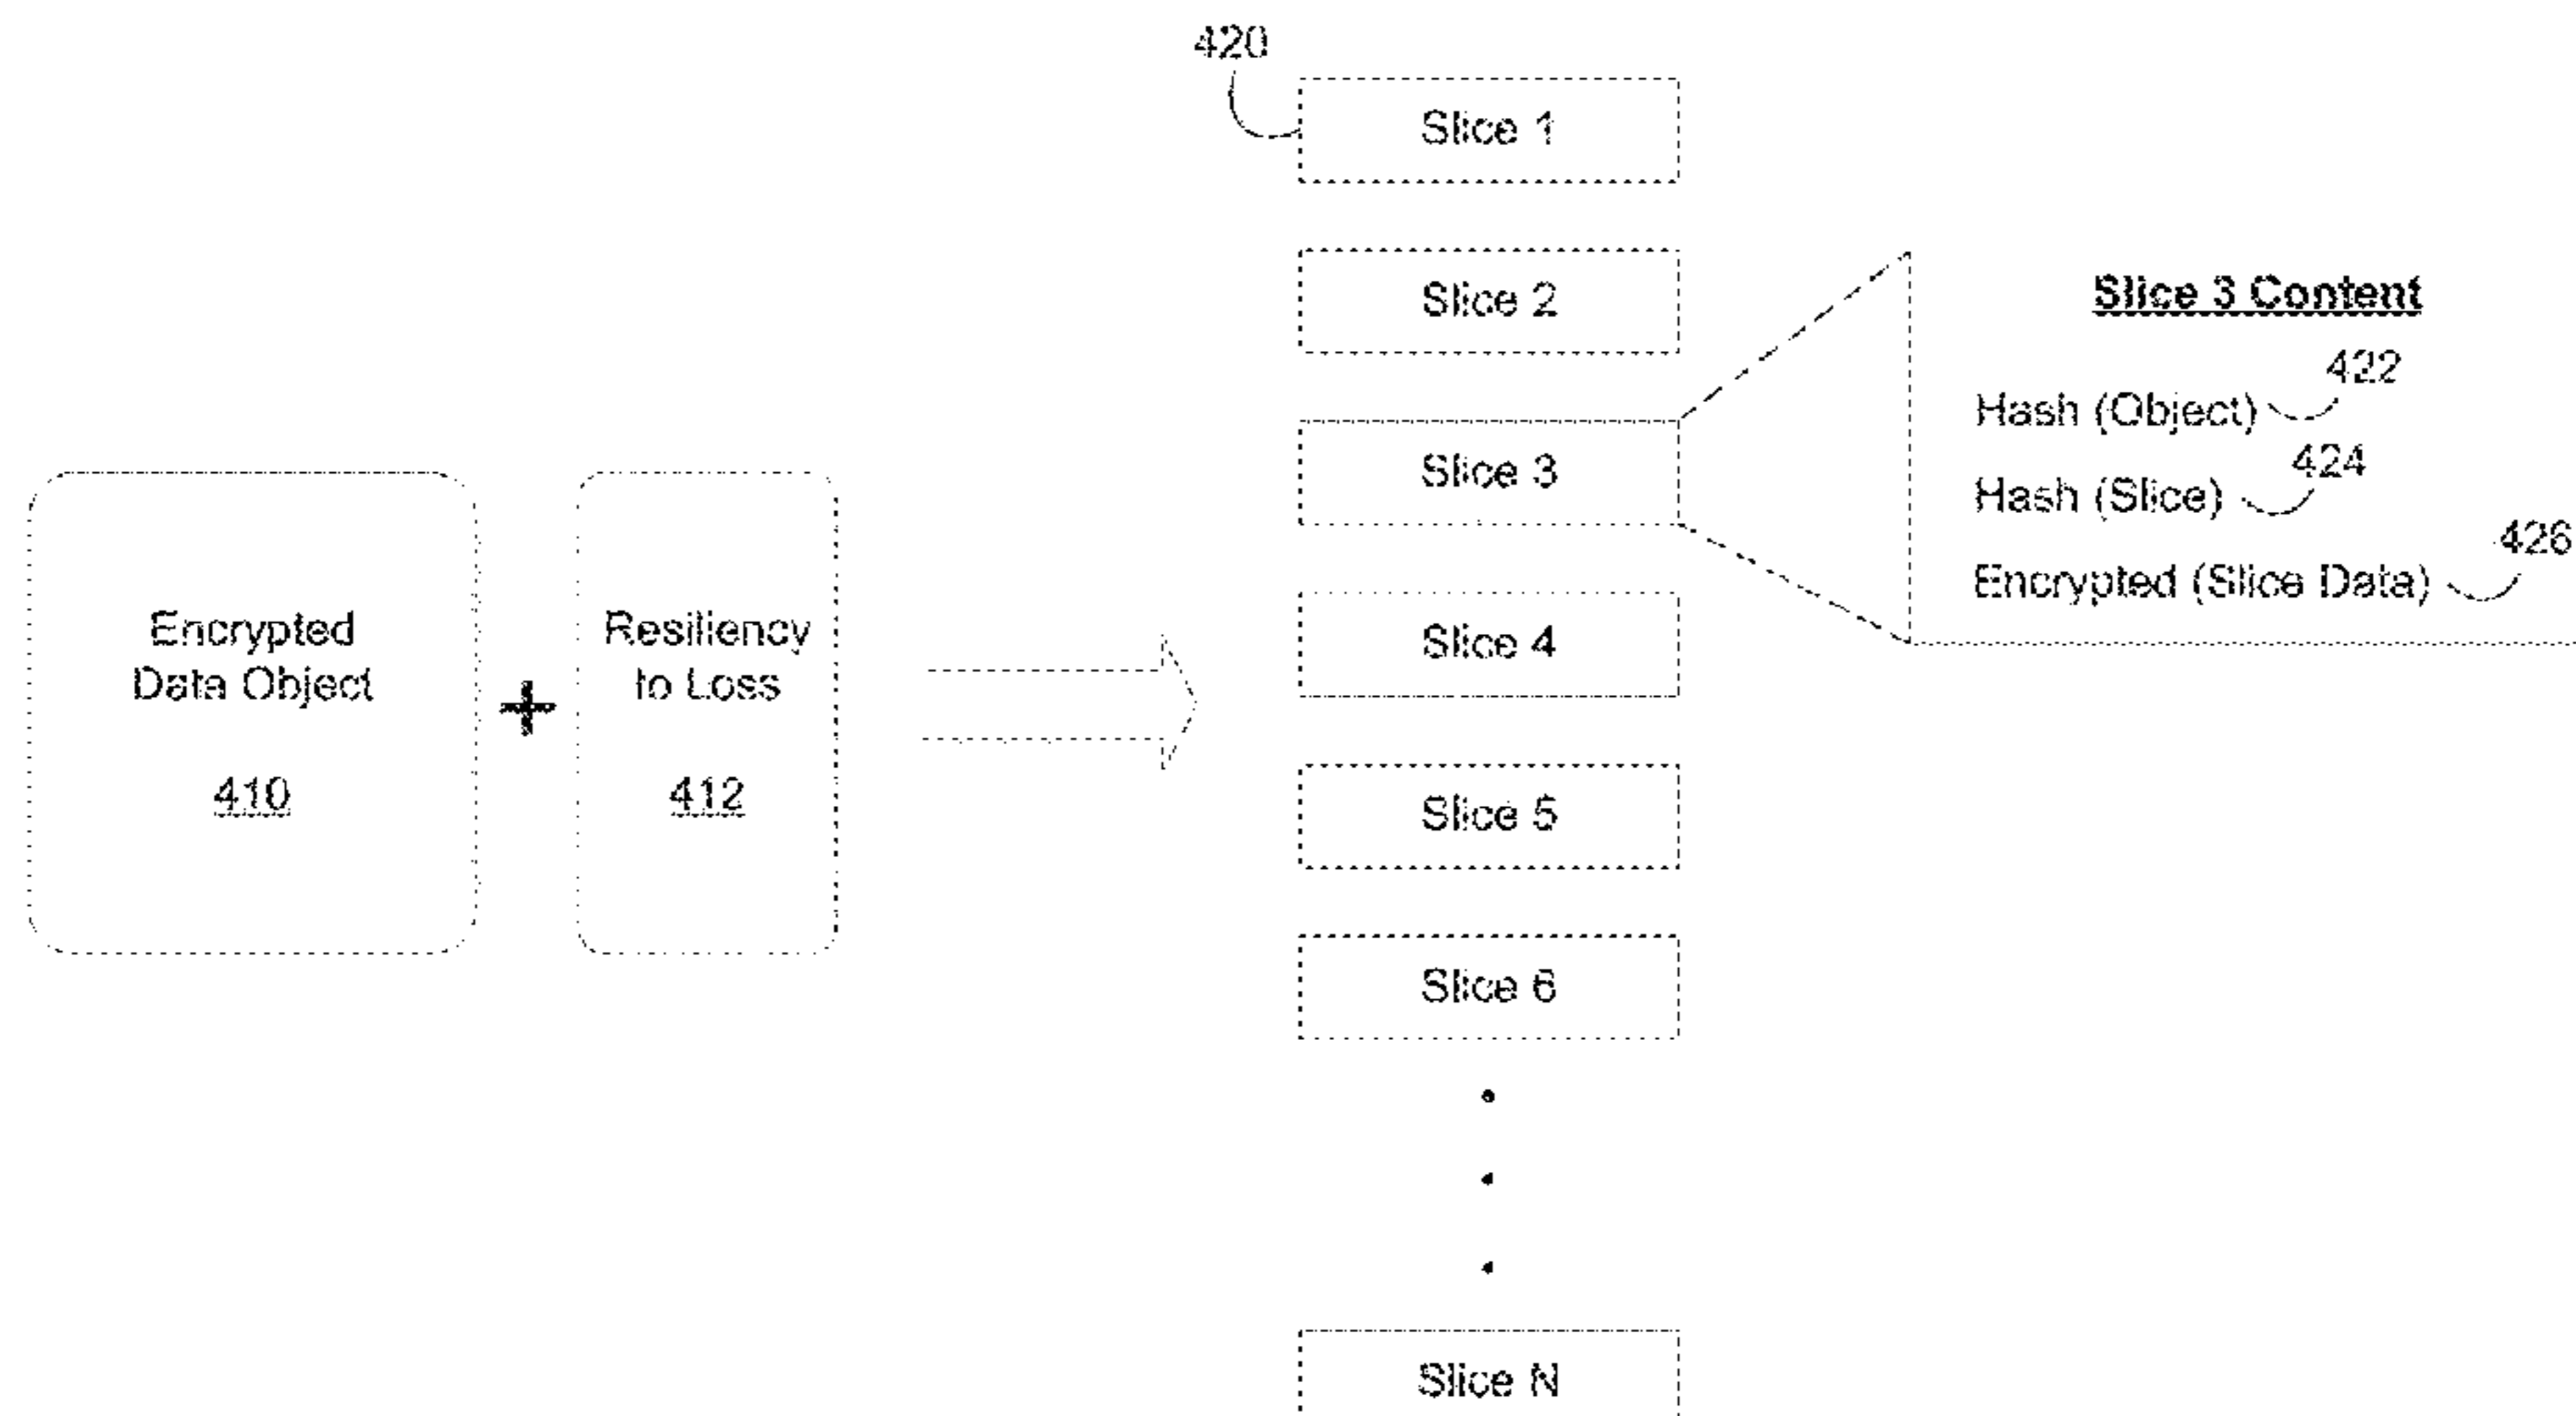 420
Slice 1
Slice 2
Slice 3
Slice 4
Slice 5
Slice 6
Slice N
Slice 3 Content
422
Hash (Object)
424
Hash (Slice)
426
Encrypted (Slice Data)
Encrypted
Data Object
410
+
Resiliency
to Loss
412